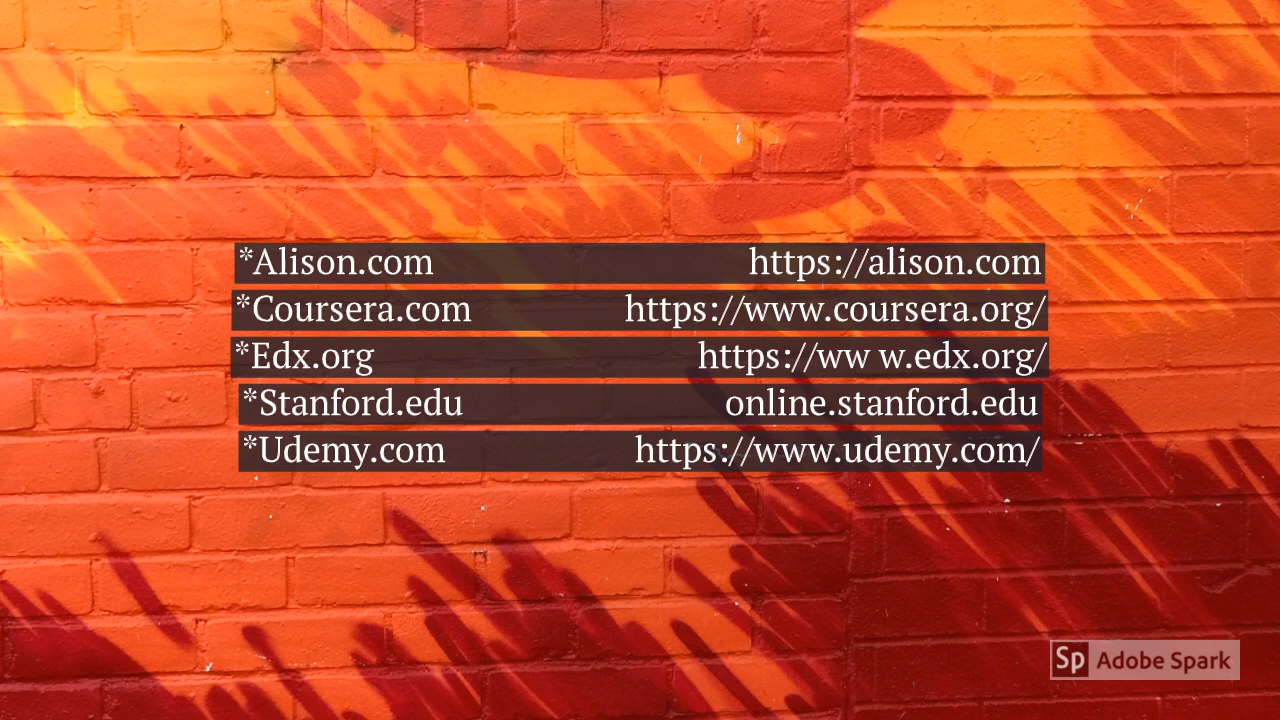 *Alison.com https://alison.com
*Coursera.com https://www.coursera.org/
*Edx.org https://ww w.edx.org/
*Stanford.edu online.stanford.edu
*Udemy.com https://www.udemy.com/
Sp Adobe Spark